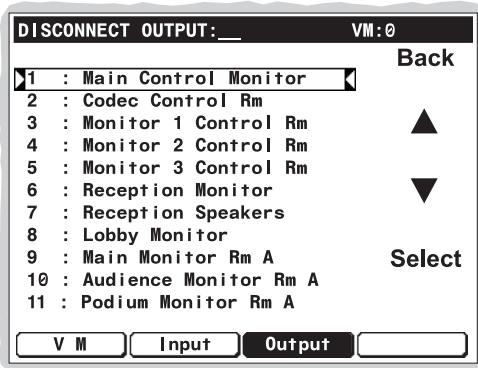 DISCONNECT OUTPUT:__ VM:0
Back
1 : Main Control Monitor
2 : Codec Control Rm
3 : Monitor 1 Control Rm
4 : Monitor 2 Control Rm
5 : Monitor 3 Control Rm
6 : Reception Monitor
7 : Reception Speakers
8 : Lobby Monitor
9 : Main Monitor Rm A
Select
10 : Audience Monitor Rm A
11 : Podium Monitor Rm A
V M Input Output